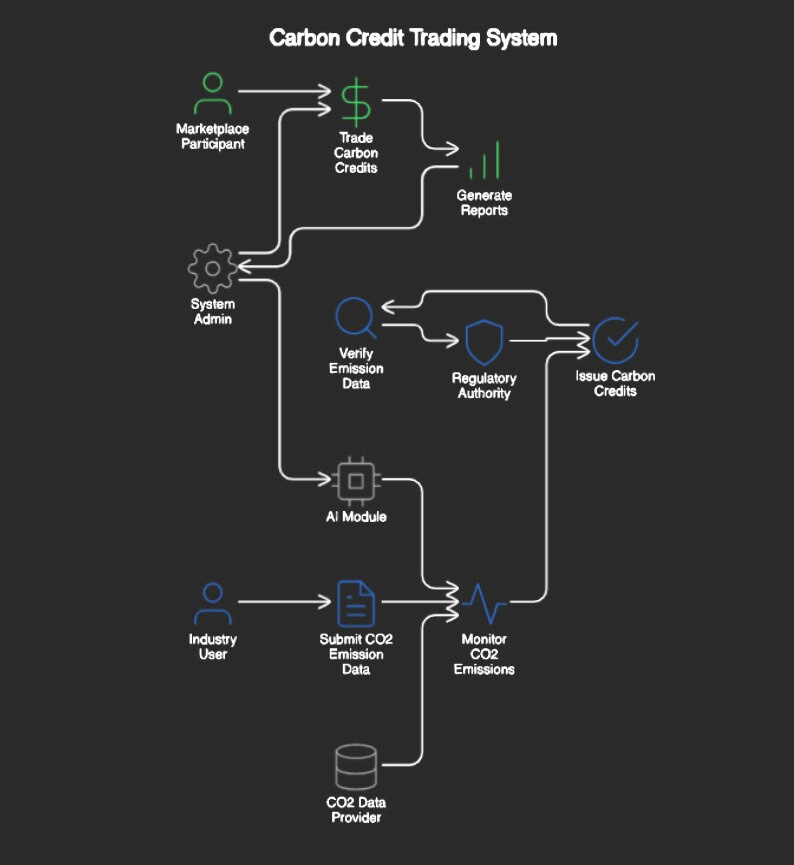 Carbon Credit Trading System
Marketplace
Participant
Trade
Carbon
Credits
Generate
Reports
System
Admin
Verify
Emission
Data
Regulatory
Authority
Issue Carbon
Credits
AI Module
Industry
User
Submit CO2
Emission
Data
Monitor
CO2
Emissions
CO2 Data
Provider